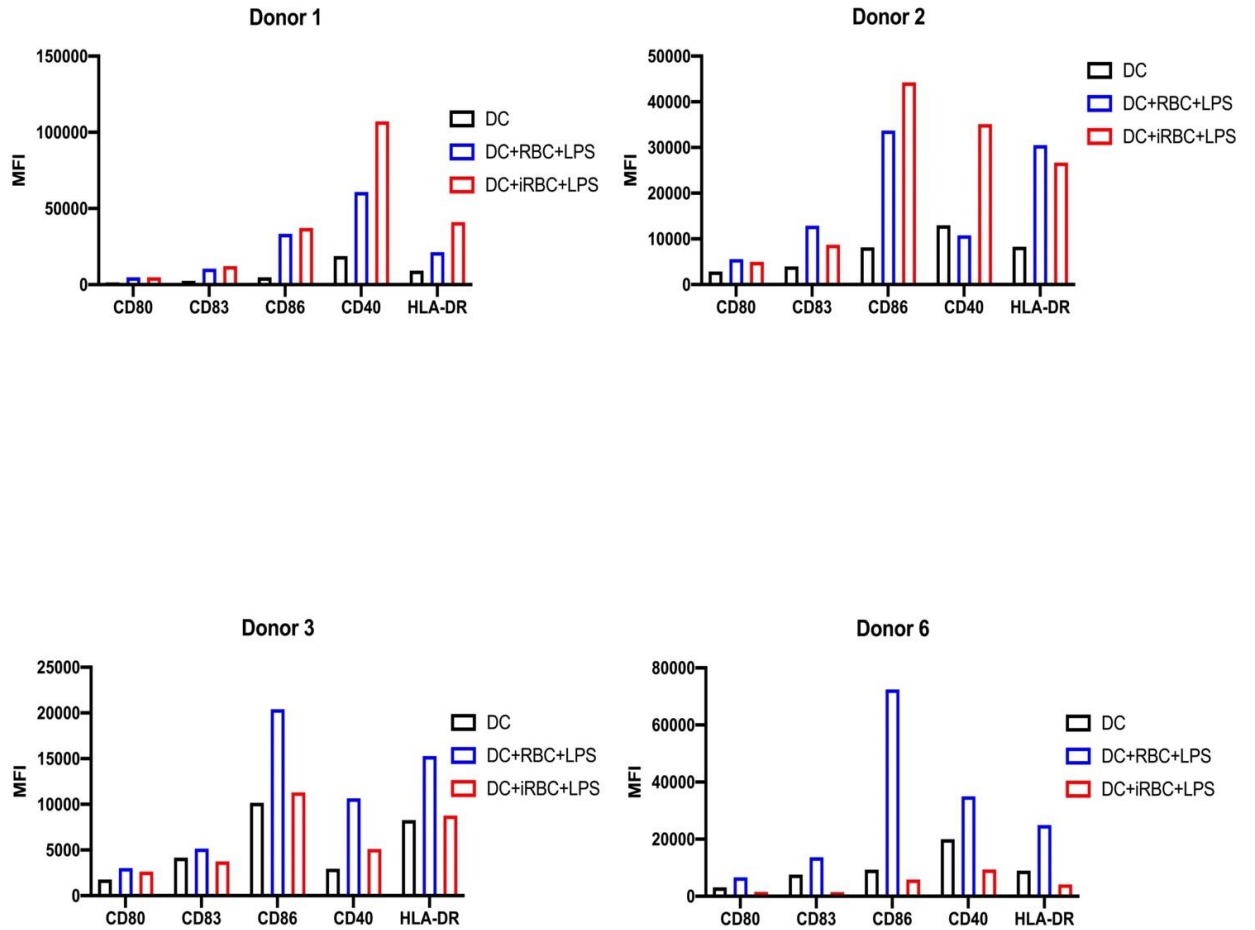 Donor 1
150000
100000
50000
0
MFI
CD80 CD83 CD86 CD40 HLA-DR
DC
DC+RBC+LPS
DC+iRBC+LPS
Donor 2
50000
40000
30000
20000
10000
0
MFI
CD80 CD83 CD86 CD40 HLA-DR
DC
DC+RBC+LPS
DC+iRBC+LPS
Donor 3
25000
20000
15000
10000
5000
0
MFI
CD80 CD83 CD86 CD40 HLA-DR
DC
DC+RBC+LPS
DC+iRBC+LPS
Donor 6
80000
60000
40000
20000
0
MFI
CD80 CD83 CD86 CD40 HLA-DR
DC
DC+RBC+LPS
DC+iRBC+LPS